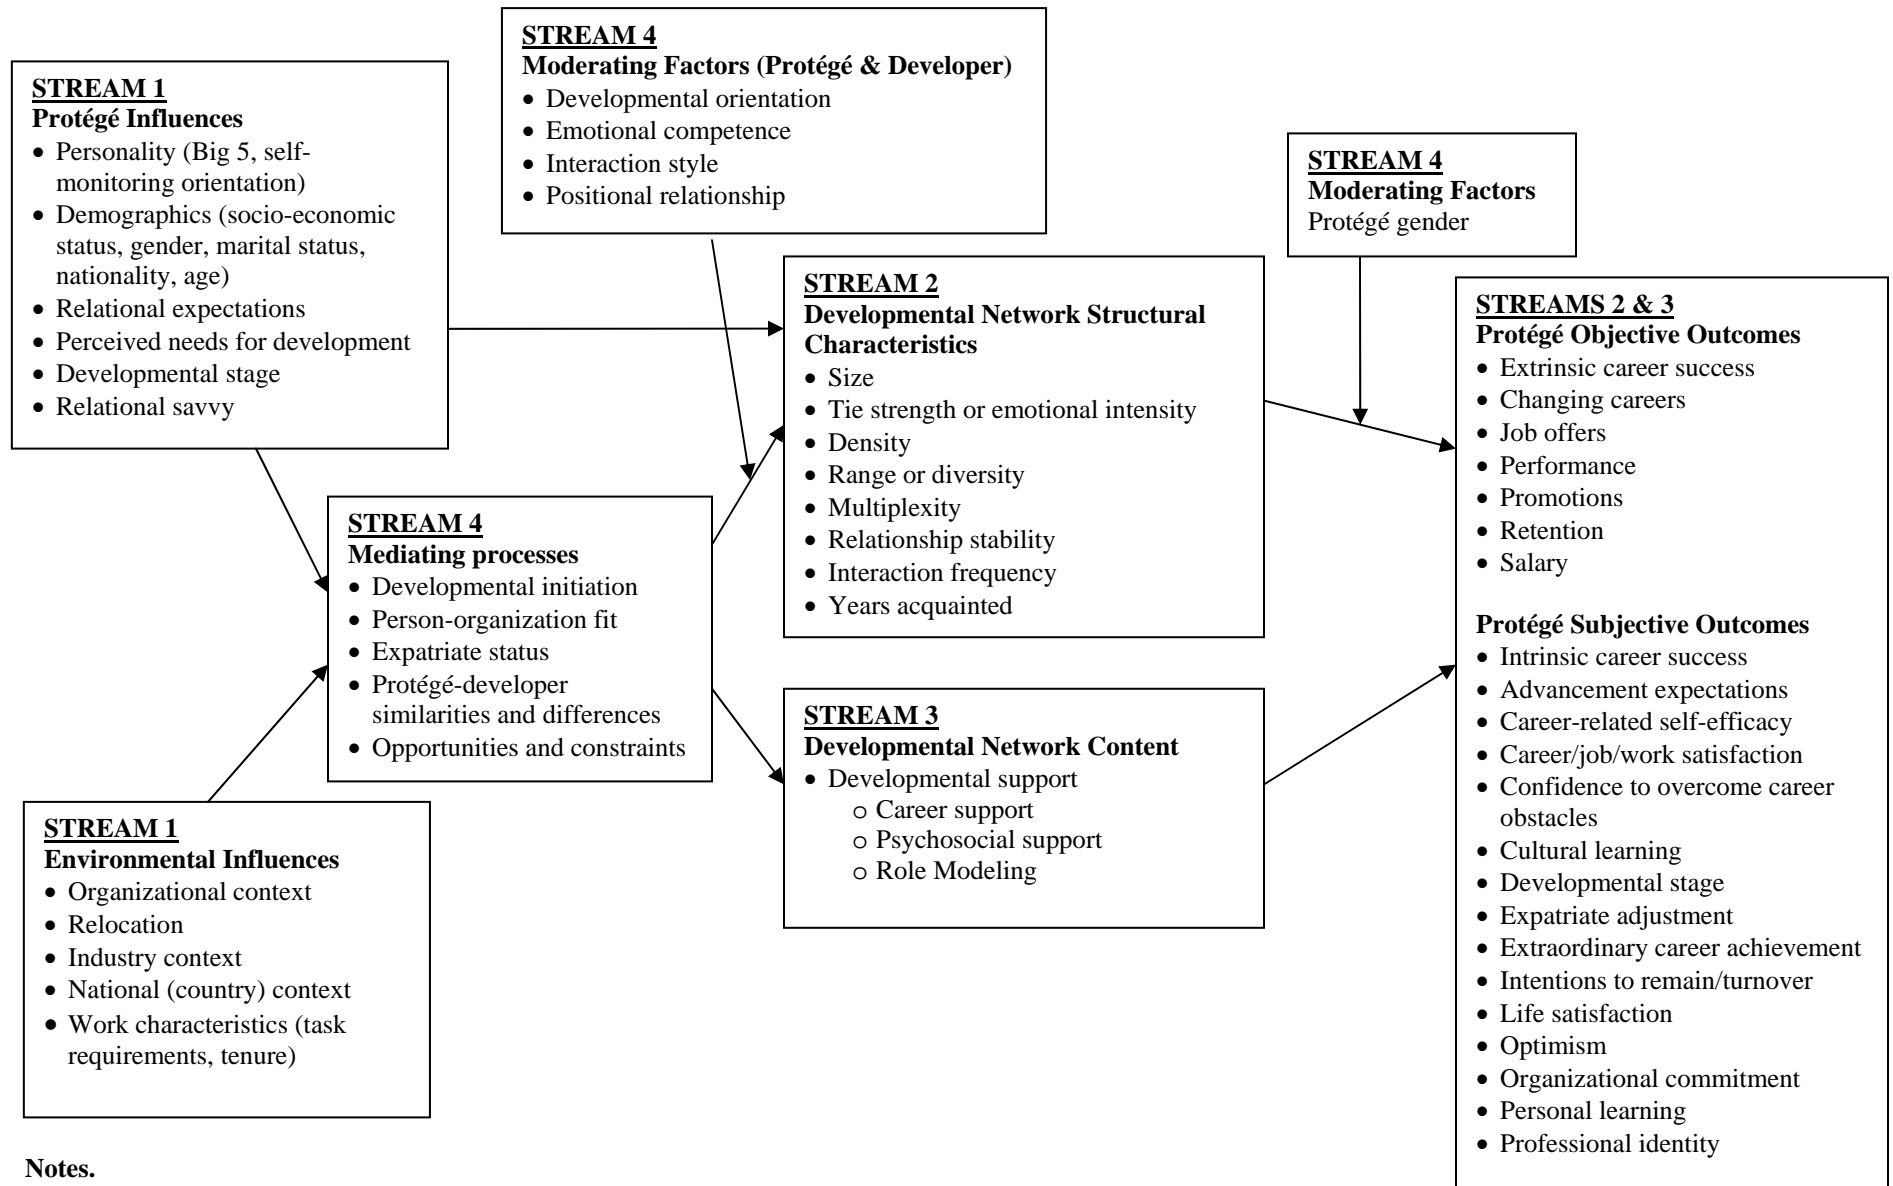 STREAM 1
Protégé Influences
• Personality (Big 5, self-
monitoring orientation)
• Demographics (socio-economic
status, gender, marital status,
nationality, age)
• Relational expectations
• Perceived needs for development
• Developmental stage
• Relational savvy
STREAM 4
Moderating Factors (Protégé & Developer)
• Developmental orientation
• Emotional competence
• Interaction style
• Positional relationship
STREAM 4
Moderating Factors
Protégé gender
STREAM 2
Developmental Network Structural
Characteristics
• Size
• Tie strength or emotional intensity
• Density
• Range or diversity
• Multiplexity
• Relationship stability
• Interaction frequency
• Years acquainted
STREAMS 2 & 3
Protégé Objective Outcomes
• Extrinsic career success
• Changing careers
• Job offers
• Performance
• Promotions
• Retention
• Salary
Protégé Subjective Outcomes
• Intrinsic career success
• Advancement expectations
• Career-related self-efficacy
• Career/job/work satisfaction
• Confidence to overcome career
obstacles
• Cultural learning
• Developmental stage
• Expatriate adjustment
• Extraordinary career achievement
• Intentions to remain/turnover
• Life satisfaction
• Optimism
• Organizational commitment
• Personal learning
• Professional identity
STREAM 4
Mediating processes
• Developmental initiation
• Person-organization fit
• Expatriate status
• Protégé-developer
similarities and differences
• Opportunities and constraints
STREAM 3
Developmental Network Content
• Developmental support
o Career support
o Psychosocial support
o Role Modeling
STREAM 1
Environmental Influences
• Organizational context
• Relocation
• Industry context
• National (country) context
• Work characteristics (task
requirements, tenure)
Notes.